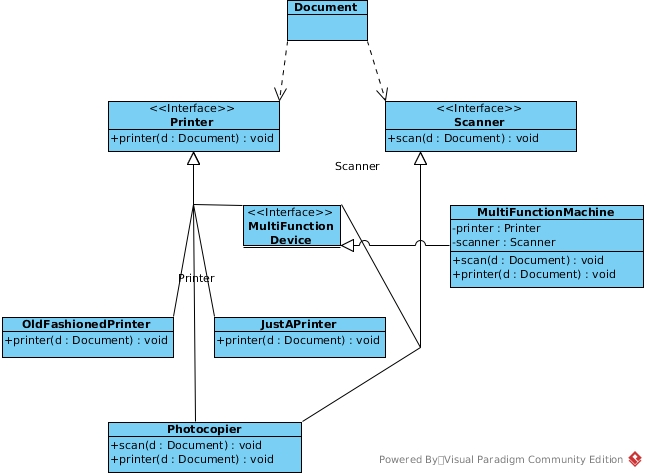 Document
<<Interface>>
Printer
+printer(d : Document) : void
<<Interface>>
Scanner
+scan(d : Document) : void
Scanner
<<Interface>>
MultiFunction
Device
MultiFunctionMachine
-printer : Printer
-scanner : Scanner
+scan(d : Document) : void
+printer(d : Document) : void
Printer
OldFashionedPrinter
+printer(d : Document) : void
JustAPrinter
+printer(d : Document) : void
Photocopier
+scan(d : Document) : void
+printer(d : Document) : void
Powered By Visual Paradigm Community Edition